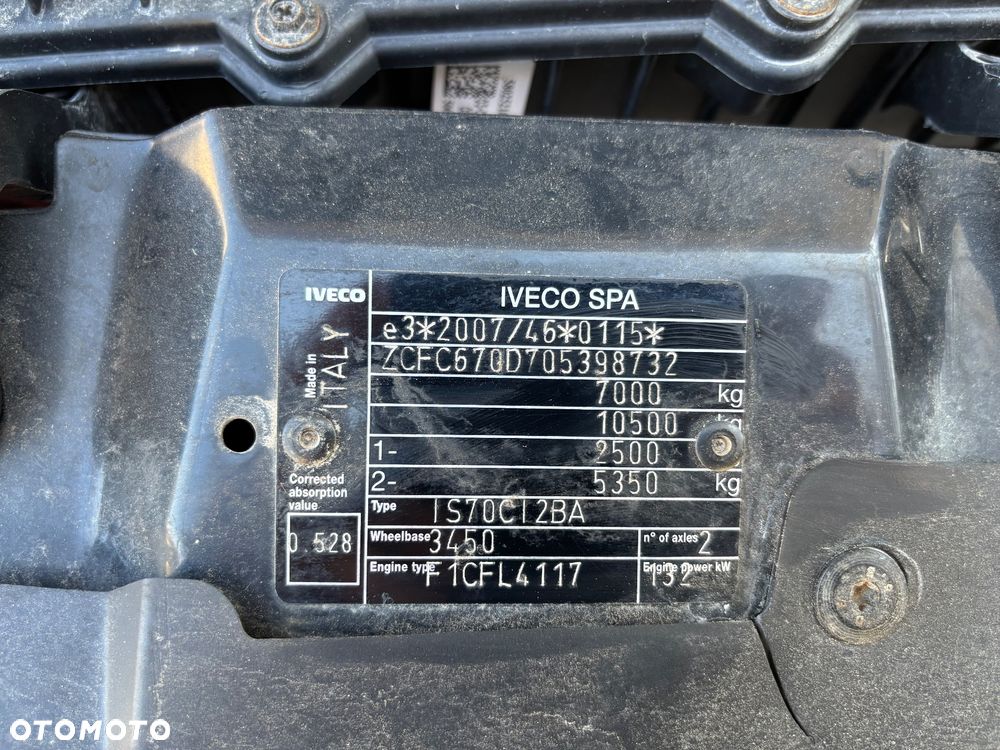 IVECO
IVECO SPA
Made in
ITALY
e3*2007/46*0115*
ZCFC670D705398732
7000 kg
10500 kg
1- 2500
2- 5350 kg
Corrected
absorption
value
0.528
Type IS70CI2BA
Wheelbase 3450 n° of axles 2
Engine type F1CFL4117 Engine power kW 132
OTOMOTO